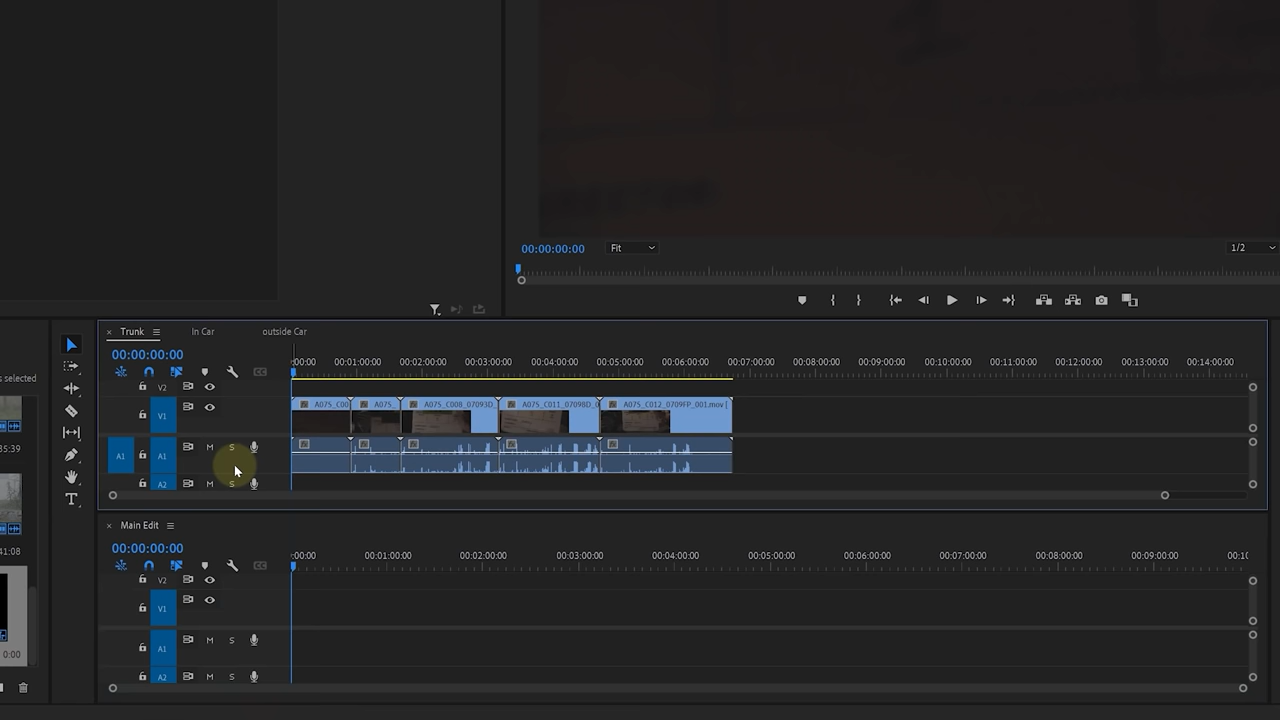 00:00:00:00 Fit 1/2
s selected
35:39
41:08
0:00
× Trunk In Car outside Car
00:00:00:00
:00:00 00:01:00:00 00:02:00:00 00:03:00:00 00:04:00:00 00:05:00:00 00:06:00:00 00:07:00:00 00:08:00:00 00:09:00:00 00:10:00:00 00:11:00:00 00:12:00:00 00:13:00:00 00:14:00:00
V2
V1 A075_C00 A075_ A075_C008_07093D A075_C011_0709BD_0 A075_C012_0709FP_001.mov [
A1 A1 M S
A2 M S
T
× Main Edit
00:00:00:00
:00:00 00:01:00:00 00:02:00:00 00:03:00:00 00:04:00:00 00:05:00:00 00:06:00:00 00:07:00:00 00:08:00:00 00:09:00:00 00:10
V2
V1
A1 M S
A2 M S